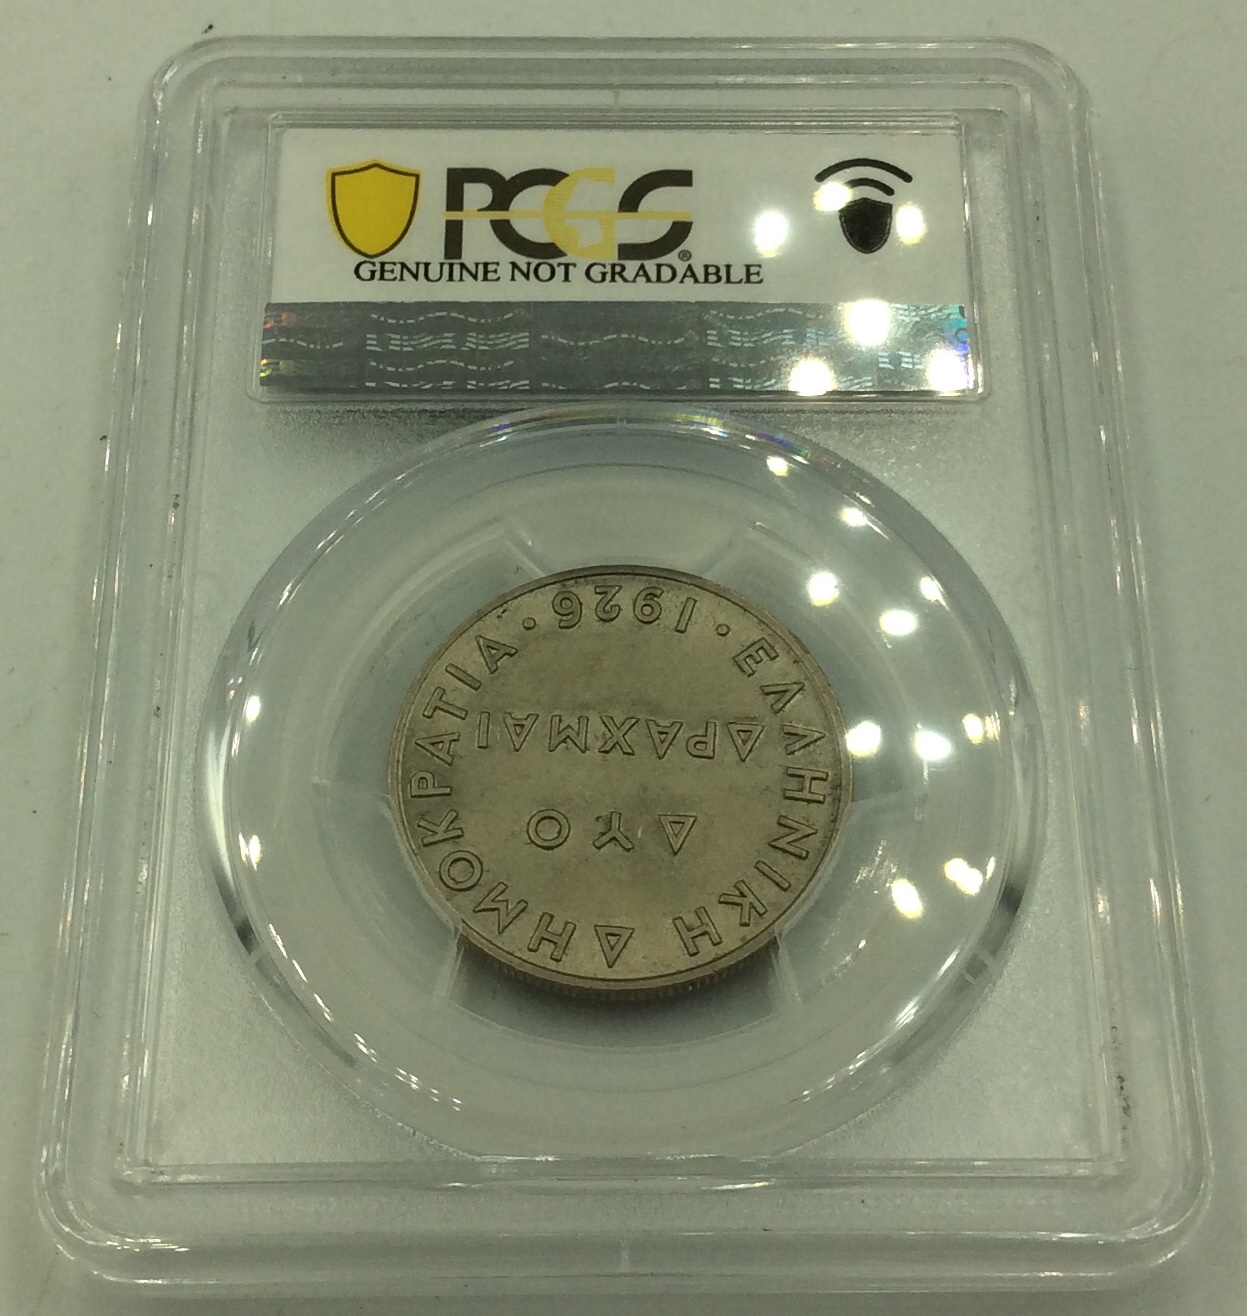 PCGS®
GENUINE NOT GRADABLE
ΕΛΛΗΝΙΚΗ ΔΗΜΟΚΡΑΤΙΑ
ΔΥΟ
ΔΡΑΧΜΑΙ
· 1926 ·